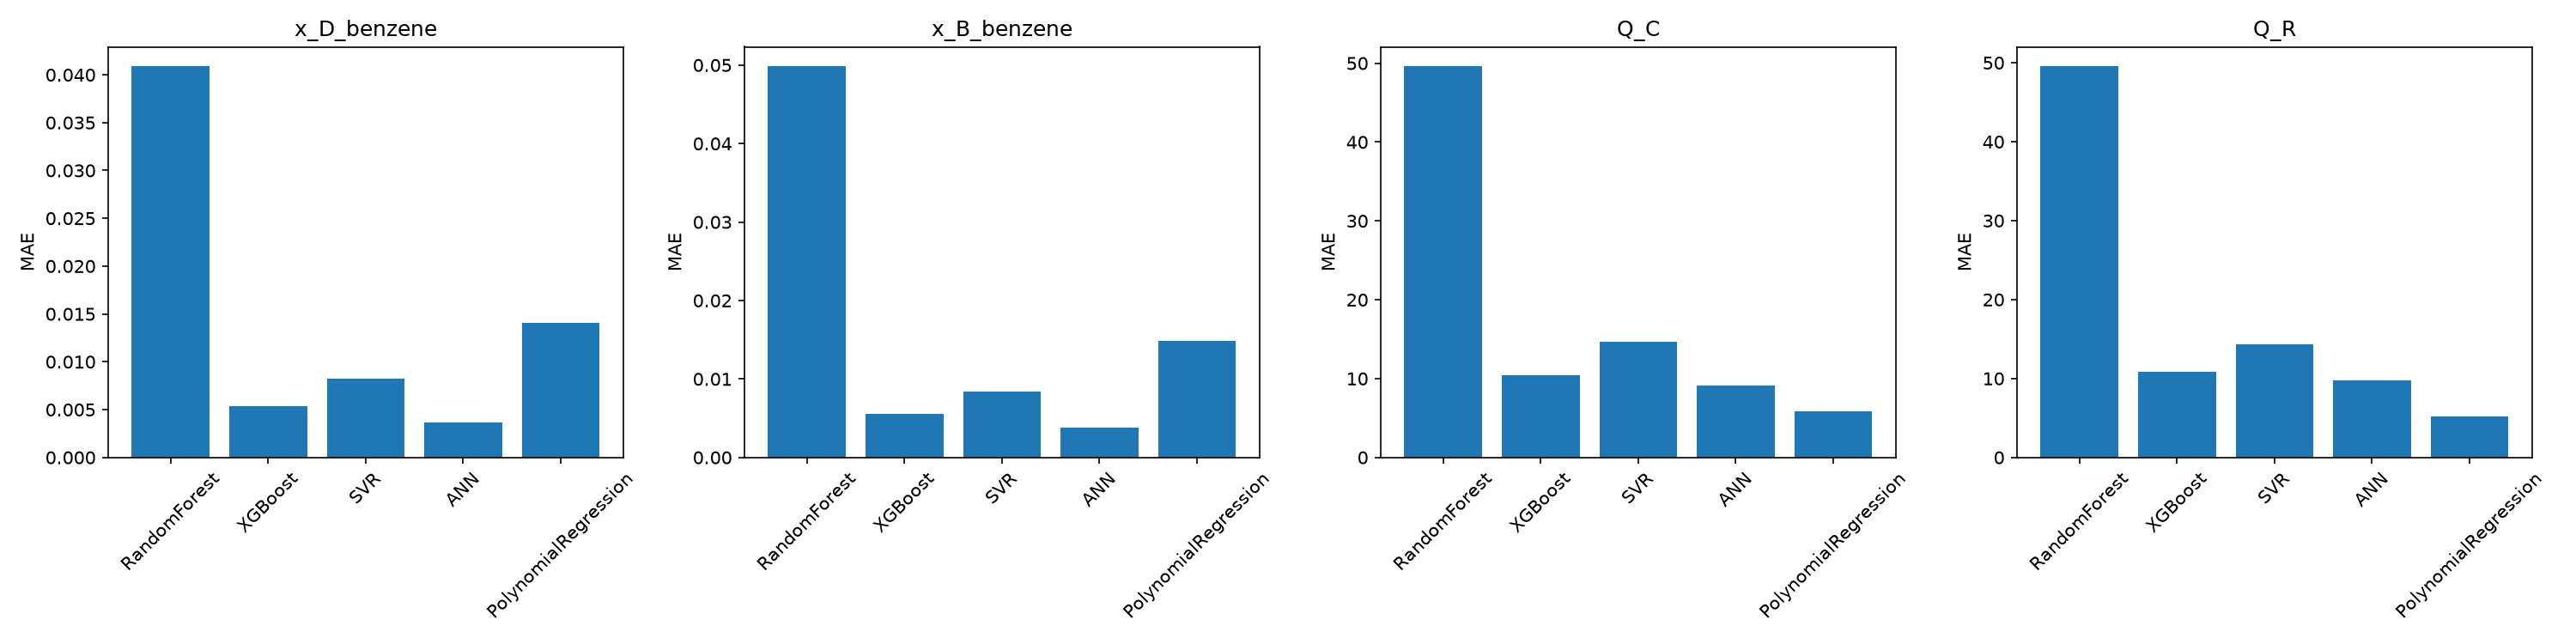 x_D_benzene
MAE
0.040
0.035
0.030
0.025
0.020
0.015
0.010
0.005
0.000
RandomForest
XGBoost
SVR
ANN
PolynomialRegression
x_B_benzene
MAE
0.05
0.04
0.03
0.02
0.01
0.00
RandomForest
XGBoost
SVR
ANN
PolynomialRegression
Q_C
MAE
50
40
30
20
10
0
RandomForest
XGBoost
SVR
ANN
PolynomialRegression
Q_R
MAE
50
40
30
20
10
0
RandomForest
XGBoost
SVR
ANN
PolynomialRegression